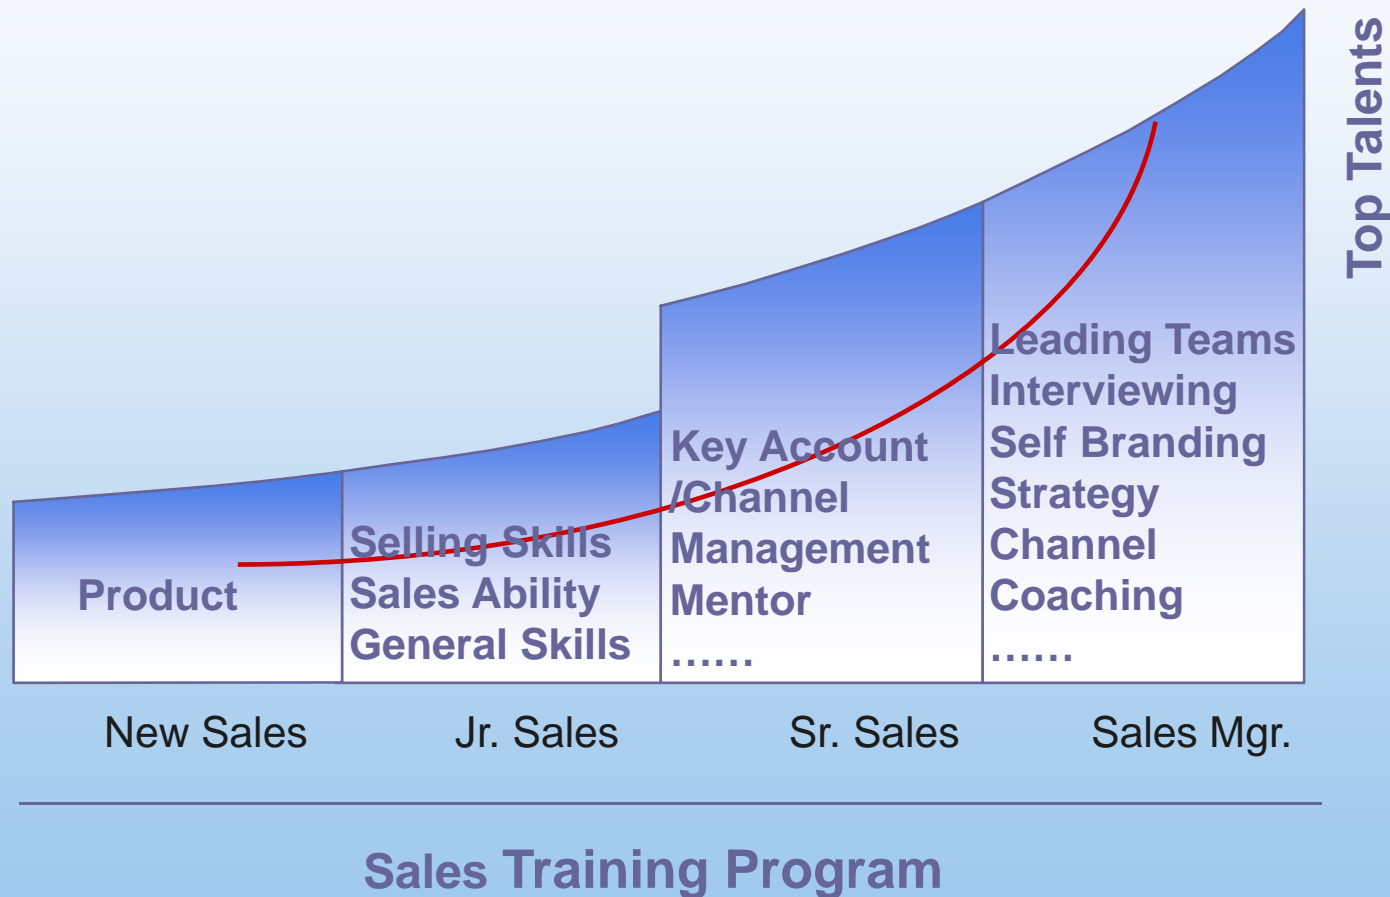 Top Talents
Product
Selling Skills
Sales Ability
General Skills
Key Account
/Channel
Management
Mentor
......
Leading Teams
Interviewing
Self Branding
Strategy
Channel
Coaching
......
New Sales
Jr. Sales
Sr. Sales
Sales Mgr.
Sales Training Program